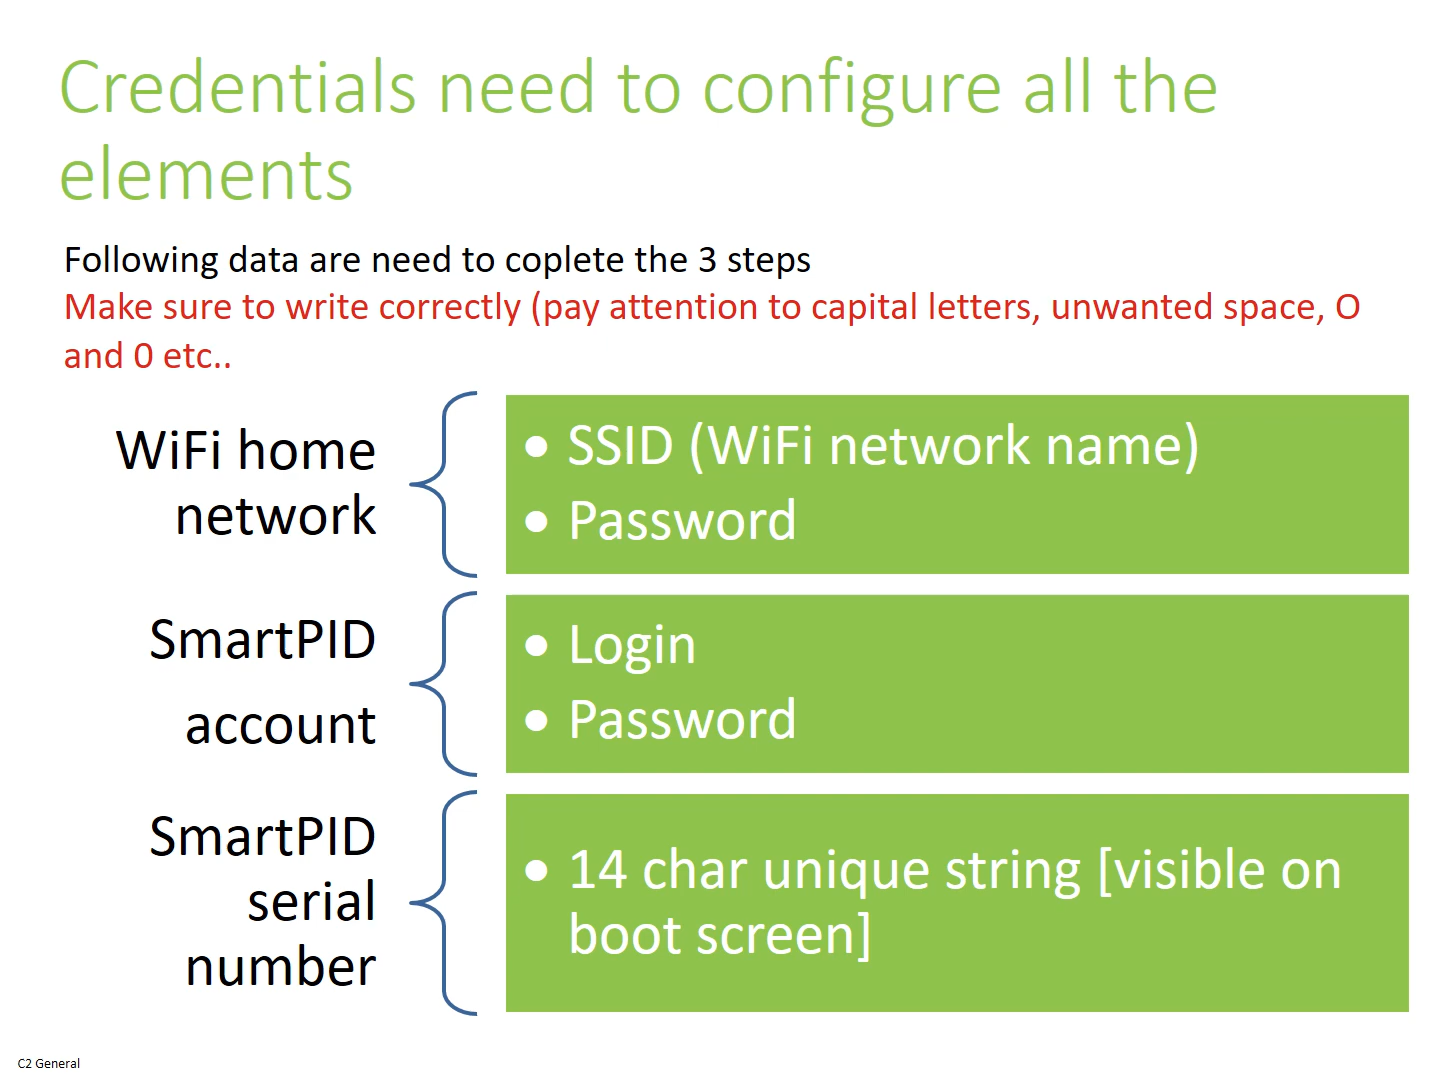 Credentials need to configure all the
elements
Following data are need to coplete the 3 steps
Make sure to write correctly (pay attention to capital letters, unwanted space, O
and 0 etc..
WiFi home
network
• SSID (WiFi network name)
• Password
SmartPID
account
• Login
• Password
SmartPID
serial
number
• 14 char unique string [visible on
boot screen]
C2 General